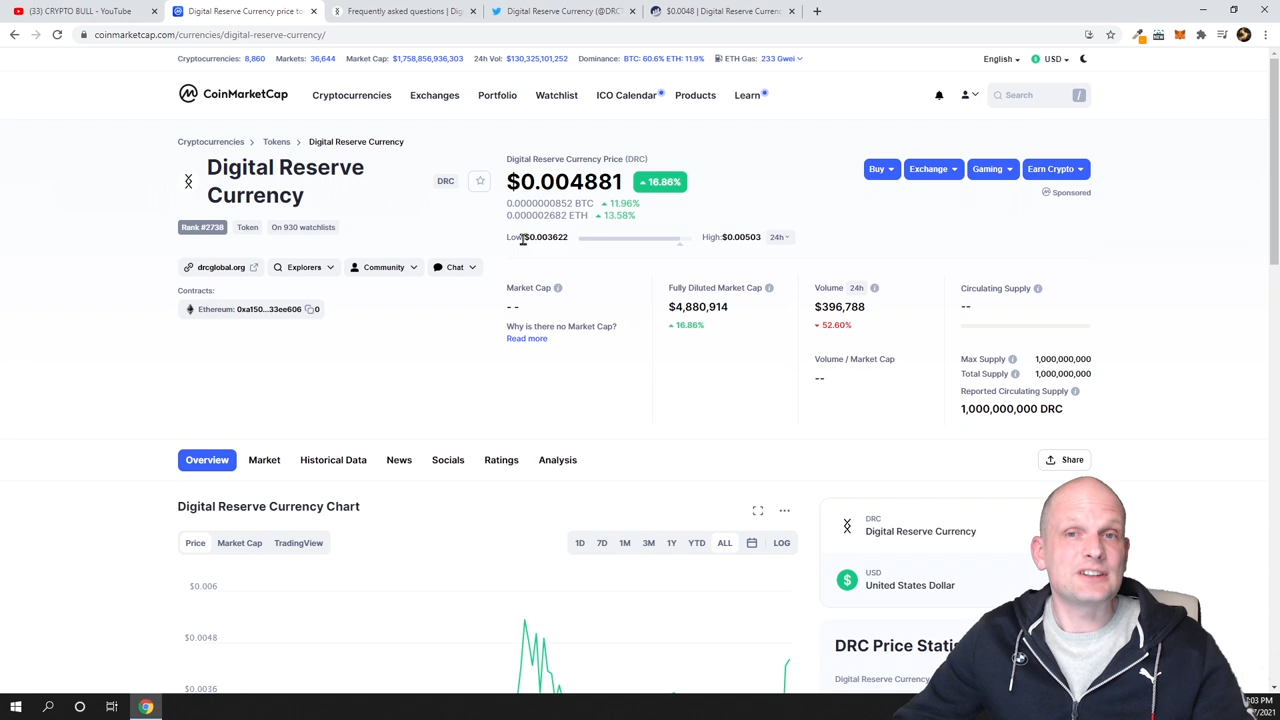 (33) CRYPTO BULL - YouTube
Digital Reserve Currency price to
Frequently asked questions | Di
Digital Reserve Currency (@DRCT
$0.0048 | Digital Reserve Currenc
coinmarketcap.com/currencies/digital-reserve-currency/
Cryptocurrencies: 8,860 Markets: 36,644 Market Cap: $1,758,856,936,303 24h Vol: $130,325,101,252 Dominance: BTC: 60.6% ETH: 11.9% ETH Gas: 233 Gwei
English USD
CoinMarketCap Cryptocurrencies Exchanges Portfolio Watchlist ICO Calendar Products Learn
Search /
Cryptocurrencies > Tokens > Digital Reserve Currency
Digital Reserve
Currency
DRC
Rank #2738 Token On 930 watchlists
drcglobal.org Explorers Community Chat
Contracts:
Ethereum: 0xa150...33ee606 0
Digital Reserve Currency Price (DRC)
$0.004881 16.86%
0.0000000852 BTC 11.96%
0.000002682 ETH 13.58%
Low:$0.003622 High:$0.00503 24h
Buy Exchange Gaming Earn Crypto
Sponsored
Market Cap
- -
Why is there no Market Cap?
Read more
Fully Diluted Market Cap
$4,880,914
16.86%
Volume 24h
$396,788
52.60%
Volume / Market Cap
--
Circulating Supply
--
Max Supply 1,000,000,000
Total Supply 1,000,000,000
Reported Circulating Supply
1,000,000,000 DRC
Overview Market Historical Data News Socials Ratings Analysis
Share
Digital Reserve Currency Chart
Price Market Cap TradingView
1D 7D 1M 3M 1Y YTD ALL LOG
$0.006
$0.0048
$0.0036
DRC
Digital Reserve Currency
$
USD
United States Dollar
DRC Price Statis
Digital Reserve Currency
:03 PM
/2021